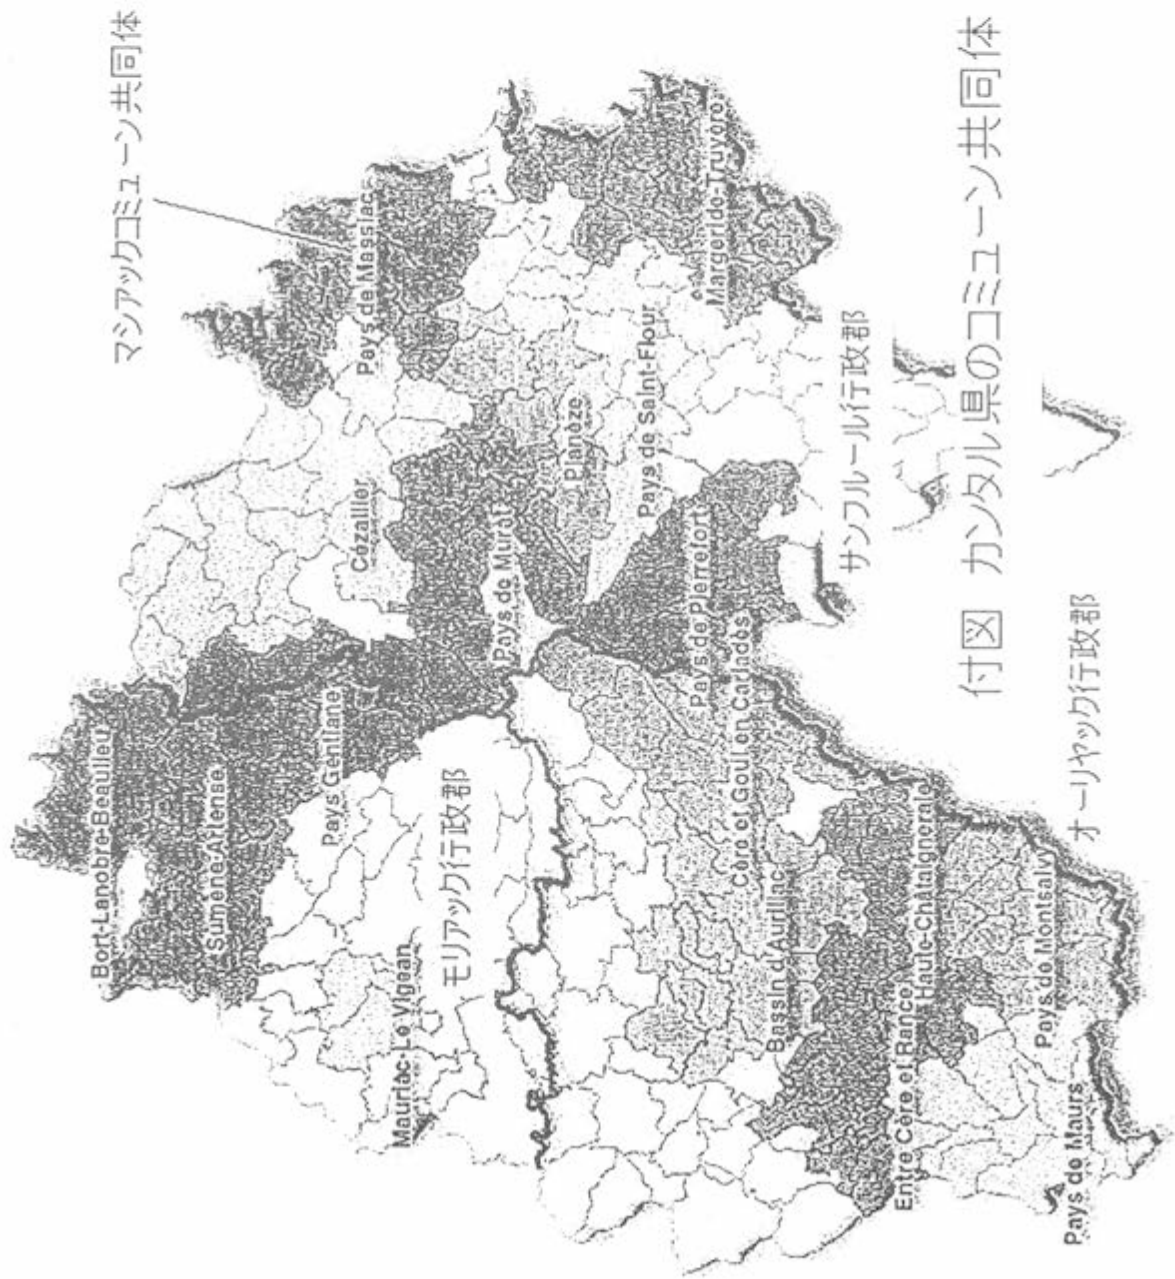 マシアックコミューン共同体
Bort-Lanobre-Beaulieu
Sumène Artense
Pays de Massiac
Pays Gentiane
Cézallier
Mauriac-Le Vigean
モリアック行政郡
Pays de Murat
Planèze
Pays de Saint-Flour
Margeride-Truyère
Pays de Pierrefort
Cère et Goul en Carladès
Bassin d'Aurillac
サンフルール行政郡
Entre Cère et Rance
Haute-Châtaigneraie
Pays de Montsalvy
Pays de Maurs
オーリヤック行政郡
付図 カンタル県のコミューン共同体